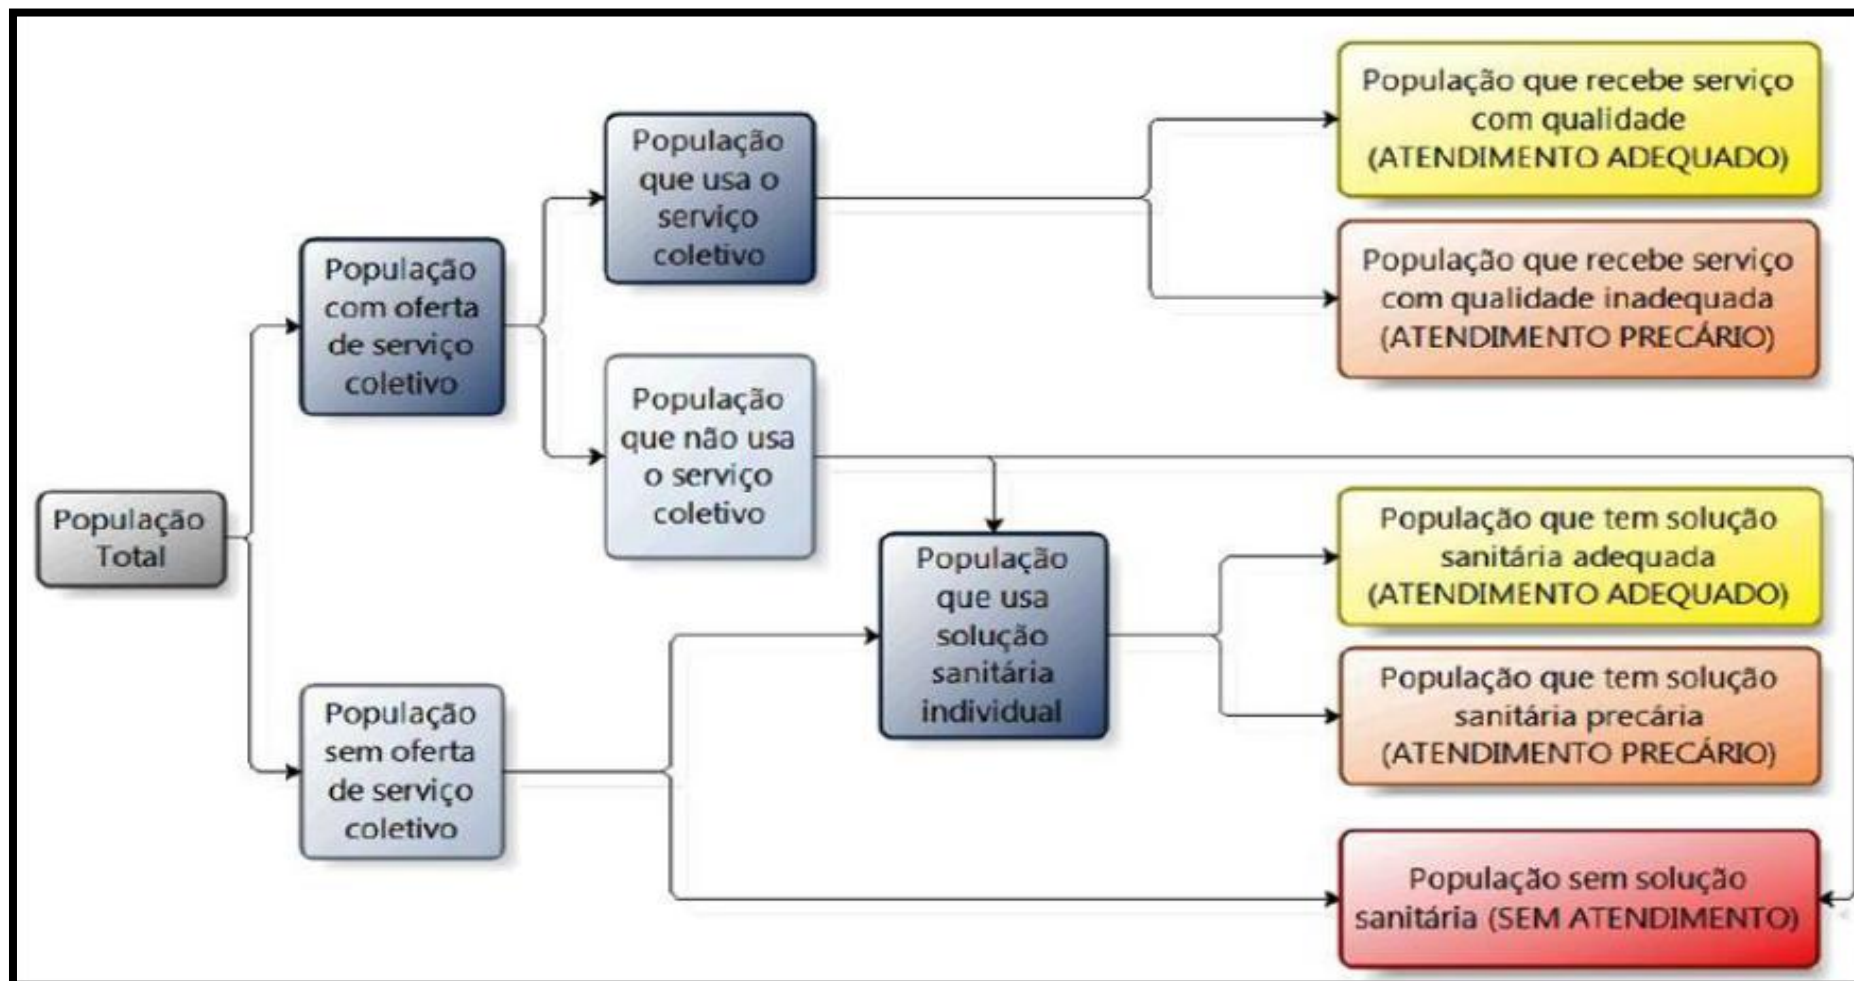 População
Total
População
com oferta
de serviço
coletivo
População
sem oferta
de serviço
coletivo
População
que usa o
serviço
coletivo
População
que não usa
o serviço
coletivo
População
que usa
solução
sanitária
individual
População que recebe serviço
com qualidade
(ATENDIMENTO ADEQUADO)
População que recebe serviço
com qualidade inadequada
(ATENDIMENTO PRECÁRIO)
População que tem solução
sanitária adequada
(ATENDIMENTO ADEQUADO)
População que tem solução
sanitária precária
(ATENDIMENTO PRECÁRIO)
População sem solução
sanitária (SEM ATENDIMENTO)